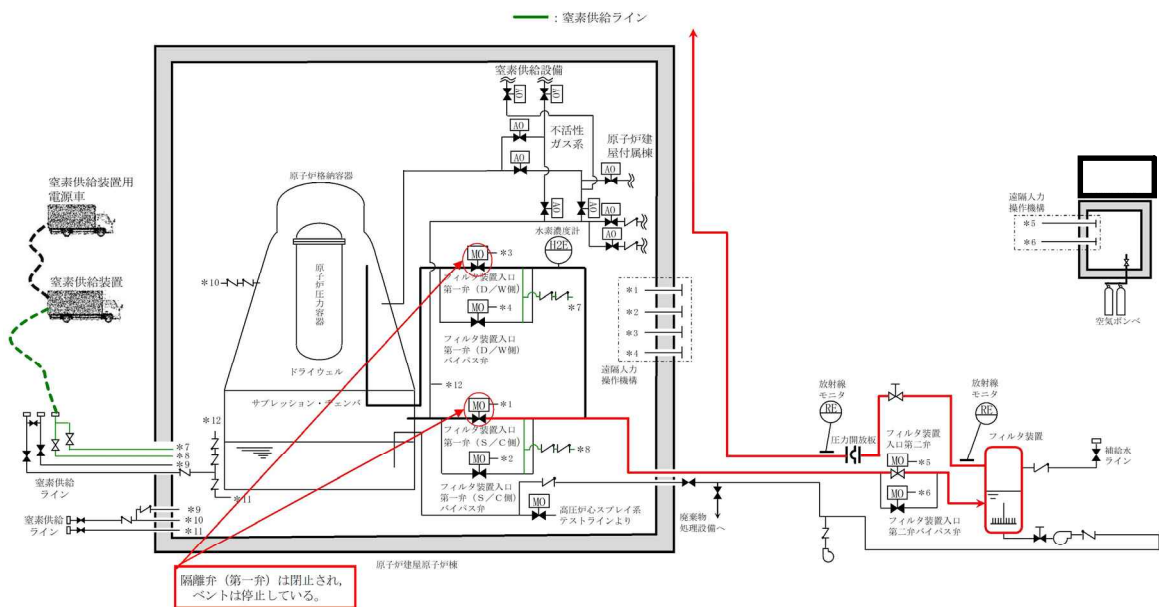 ：窒素供給ライン
窒素供給設備
AO
AO
AO
不活性
ガス系
AO
原子炉建
屋付属棟
AO
AO
AO
AO
AO
水素濃度計
H2E
原子炉格納容器
原子炉圧力容器
ドライウェル
サプレッション・チェンバ
窒素供給装置用
電源車
窒素供給装置
*10
MO
*3
フィルタ装置入口
第一弁（D／W側）
MO
*4
*7
フィルタ装置入口
第一弁（D／W側）
バイパス弁
*12
MO
*1
フィルタ装置入口
第一弁（S／C側）
MO
*2
*8
フィルタ装置入口
第一弁（S／C側）
バイパス弁
MO
高圧炉心スプレイ系
テストラインより
*1
*2
*3
*4
遠隔人力
操作機構
遠隔人力
操作機構
*5
*6
空気ボンベ
放射線
モニタ
RE
圧力開放板
放射線
モニタ
RE
フィルタ装置
入口第二弁
MO
*5
MO
*6
フィルタ装置入口
第二弁バイパス弁
フィルタ装置
補給水
ライン
廃棄物
処理設備へ
*12
*11
*7
*8
*9
窒素供給
ライン
*9
*10
*11
窒素供給
ライン
原子炉建屋原子炉棟
隔離弁（第一弁）は閉止され，
ベントは停止している。